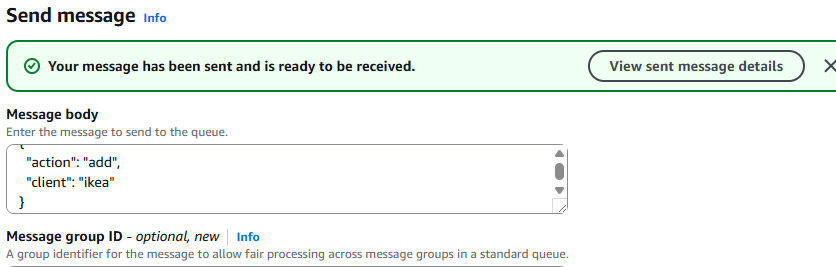 Send message Info
Your message has been sent and is ready to be received. View sent message details
Message body
Enter the message to send to the queue.
"action": "add",
"client": "ikea"
}
Message group ID - optional, new Info
A group identifier for the message to allow fair processing across message groups in a standard queue.